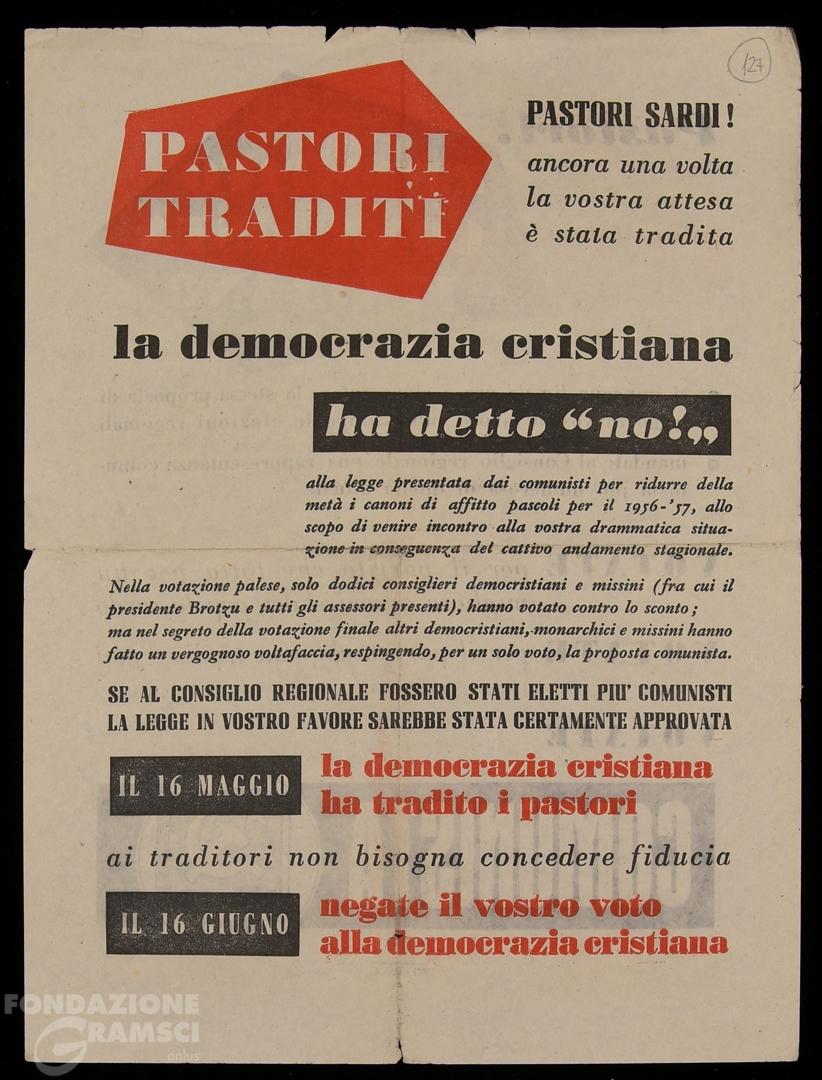 127
PASTORI
TRADITI
PASTORI SARDI!
ancora una volta
la vostra attesa
è stata tradita
la democrazia cristiana
ha detto “no!„
alla legge presentata dai comunisti per ridurre della
metà i canoni di affitto pascoli per il 1956-'57, allo
scopo di venire incontro alla vostra drammatica situa-
zione in conseguenza del cattivo andamento stagionale.
Nella votazione palese, solo dodici consiglieri democristiani e missini (fra cui il
presidente Brotzu e tutti gli assessori presenti), hanno votato contro lo sconto;
ma nel segreto della votazione finale altri democristiani, monarchici e missini hanno
fatto un vergognoso voltafaccia, respingendo, per un solo voto, la proposta comunista.
SE AL CONSIGLIO REGIONALE FOSSERO STATI ELETTI PIU' COMUNISTI
LA LEGGE IN VOSTRO FAVORE SAREBBE STATA CERTAMENTE APPROVATA
IL 16 MAGGIO
la democrazia cristiana
ha tradito i pastori
ai traditori non bisogna concedere fiducia
IL 16 GIUGNO
negate il vostro voto
alla democrazia cristiana
FONDAZIONE
GRAMSCI
onlus